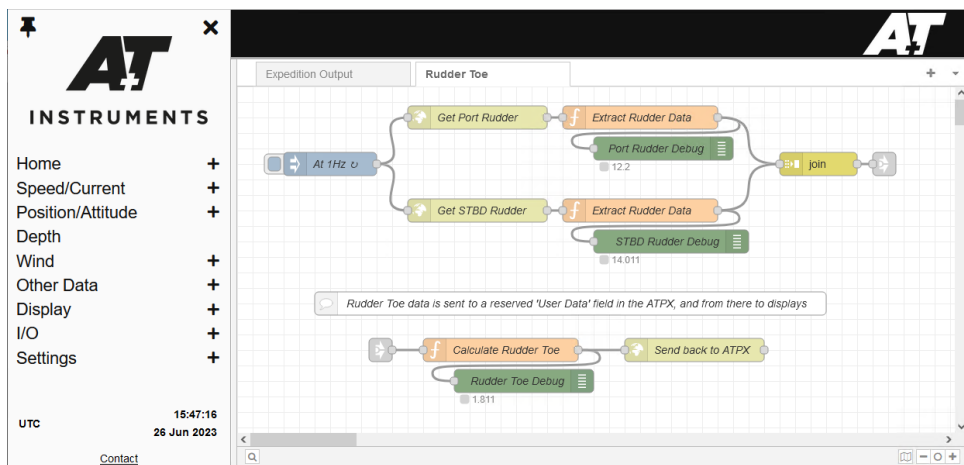 A+T
INSTRUMENTS
Home
Speed/Current
Position/Attitude
Depth
Wind
Other Data
Display
I/O
Settings
UTC
15:47:16
26 Jun 2023
Contact
A+T
Expedition Output
Rudder Toe
Get Port Rudder
Extract Rudder Data
Port Rudder Debug
12.2
At 1Hz ↻
join
Get STBD Rudder
Extract Rudder Data
STBD Rudder Debug
14.011
Rudder Toe data is sent to a reserved 'User Data' field in the ATPX, and from there to displays
Calculate Rudder Toe
Send back to ATPX
Rudder Toe Debug
1.811